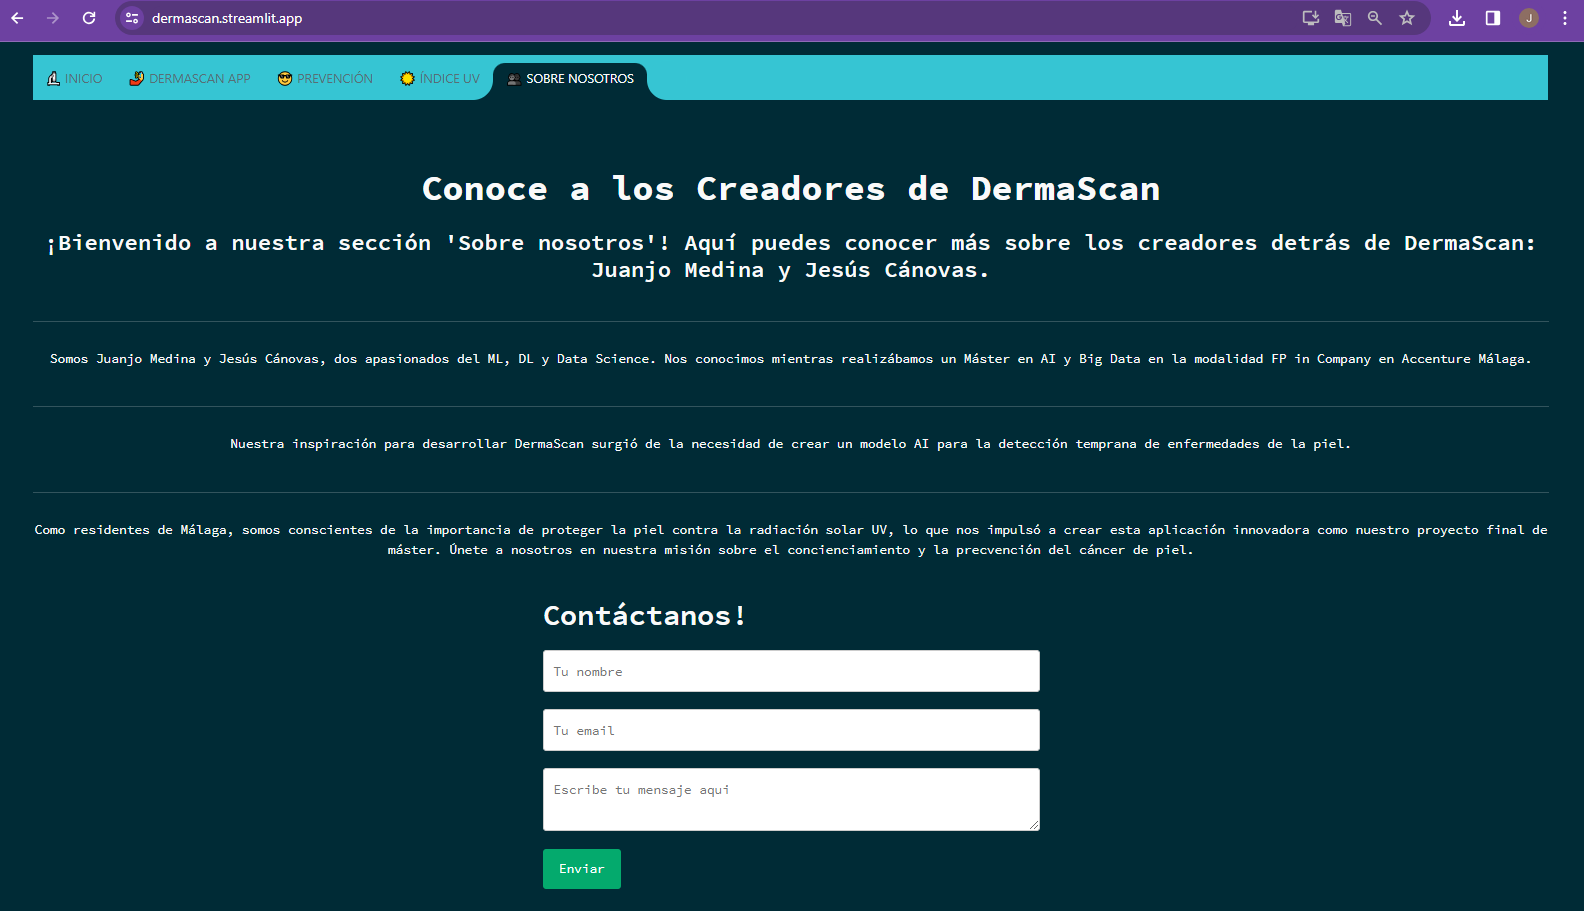 dermascan.streamlit.app
J
INICIO
DERMASCAN APP
PREVENCIÓN
ÍNDICE UV
SOBRE NOSOTROS
Conoce a los Creadores de DermaScan
¡Bienvenido a nuestra sección 'Sobre nosotros'! Aquí puedes conocer más sobre los creadores detrás de DermaScan:
Juanjo Medina y Jesús Cánovas.
Somos Juanjo Medina y Jesús Cánovas, dos apasionados del ML, DL y Data Science. Nos conocimos mientras realizábamos un Máster en AI y Big Data en la modalidad FP in Company en Accenture Málaga.
Nuestra inspiración para desarrollar DermaScan surgió de la necesidad de crear un modelo AI para la detección temprana de enfermedades de la piel.
Como residentes de Málaga, somos conscientes de la importancia de proteger la piel contra la radiación solar UV, lo que nos impulsó a crear esta aplicación innovadora como nuestro proyecto final de
máster. Únete a nosotros en nuestra misión sobre el concienciamiento y la precvención del cáncer de piel.
Contáctanos!
Tu nombre
Tu email
Escribe tu mensaje aqui
Enviar